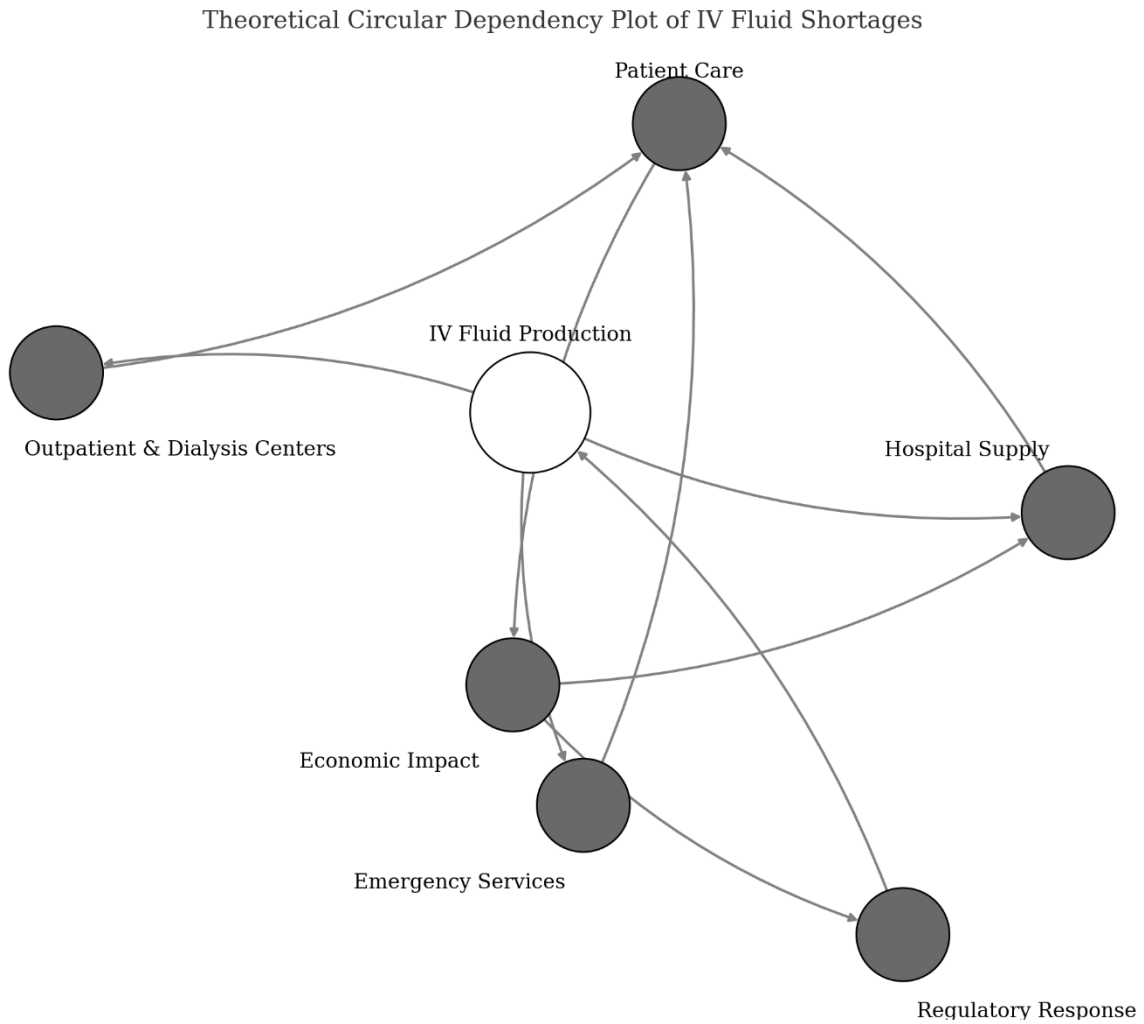 Theoretical Circular Dependency Plot of IV Fluid Shortages
Patient Care
IV Fluid Production
Outpatient & Dialysis Centers
Hospital Supply
Economic Impact
Emergency Services
Regulatory Response